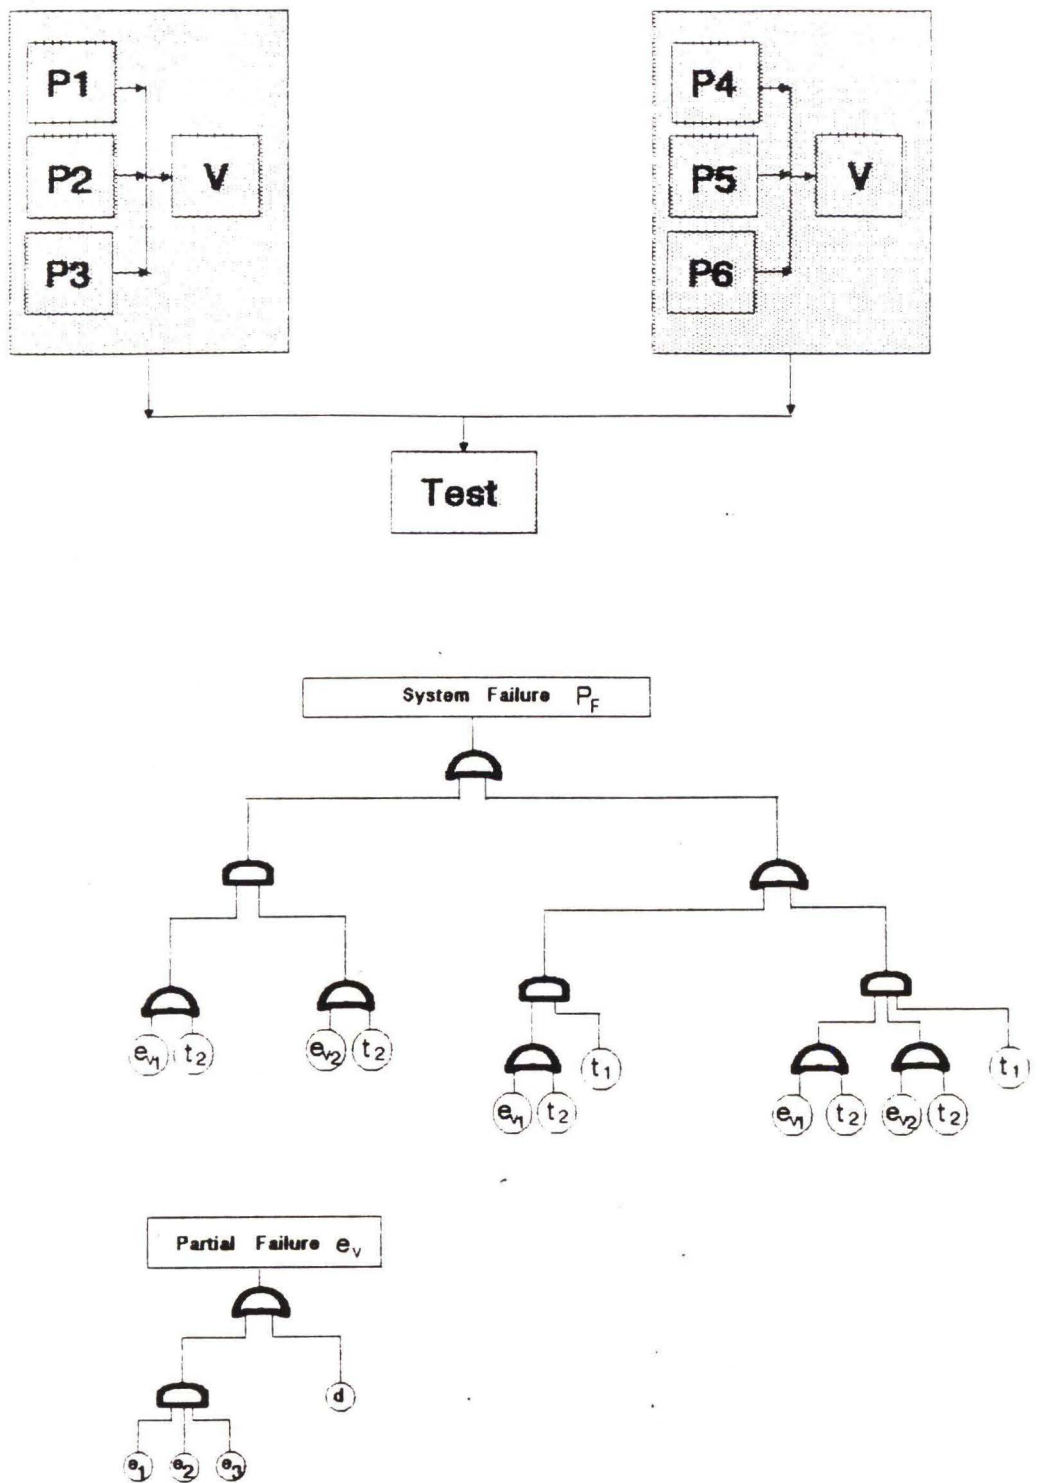 P1 P4
P2 V P5 V
P3 P6
Test
System Failure P_F
e_v1 t_2 e_v2 t_2
t_1 t_1
e_v1 t_2 e_v1 t_2 e_v2 t_2
Partial Failure e_v
d
e_1 e_2 e_3